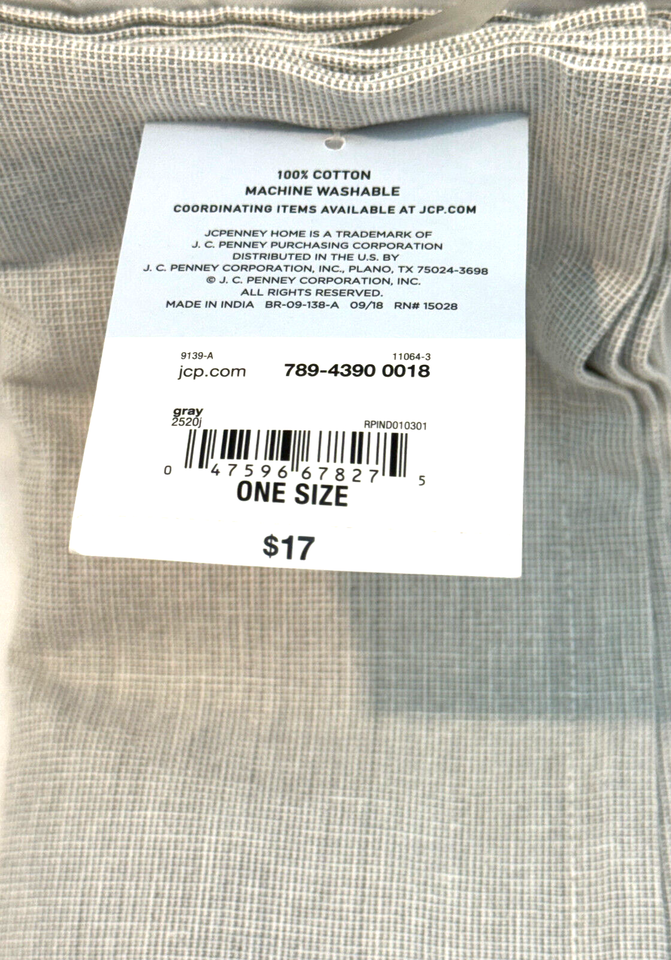 100% COTTON
MACHINE WASHABLE
COORDINATING ITEMS AVAILABLE AT JCP.COM
JCPENNEY HOME IS A TRADEMARK OF
J. C. PENNEY PURCHASING CORPORATION
DISTRIBUTED IN THE U.S. BY
J. C. PENNEY CORPORATION, INC., PLANO, TX 75024-3698
© J. C. PENNEY CORPORATION, INC.
ALL RIGHTS RESERVED.
MADE IN INDIA BR-09-138-A 09/18 RN# 15028
9139-A 11064-3
jcp.com 789-4390 0018
gray
2520j RPIND010301
0 47596 67827 5
ONE SIZE
$17